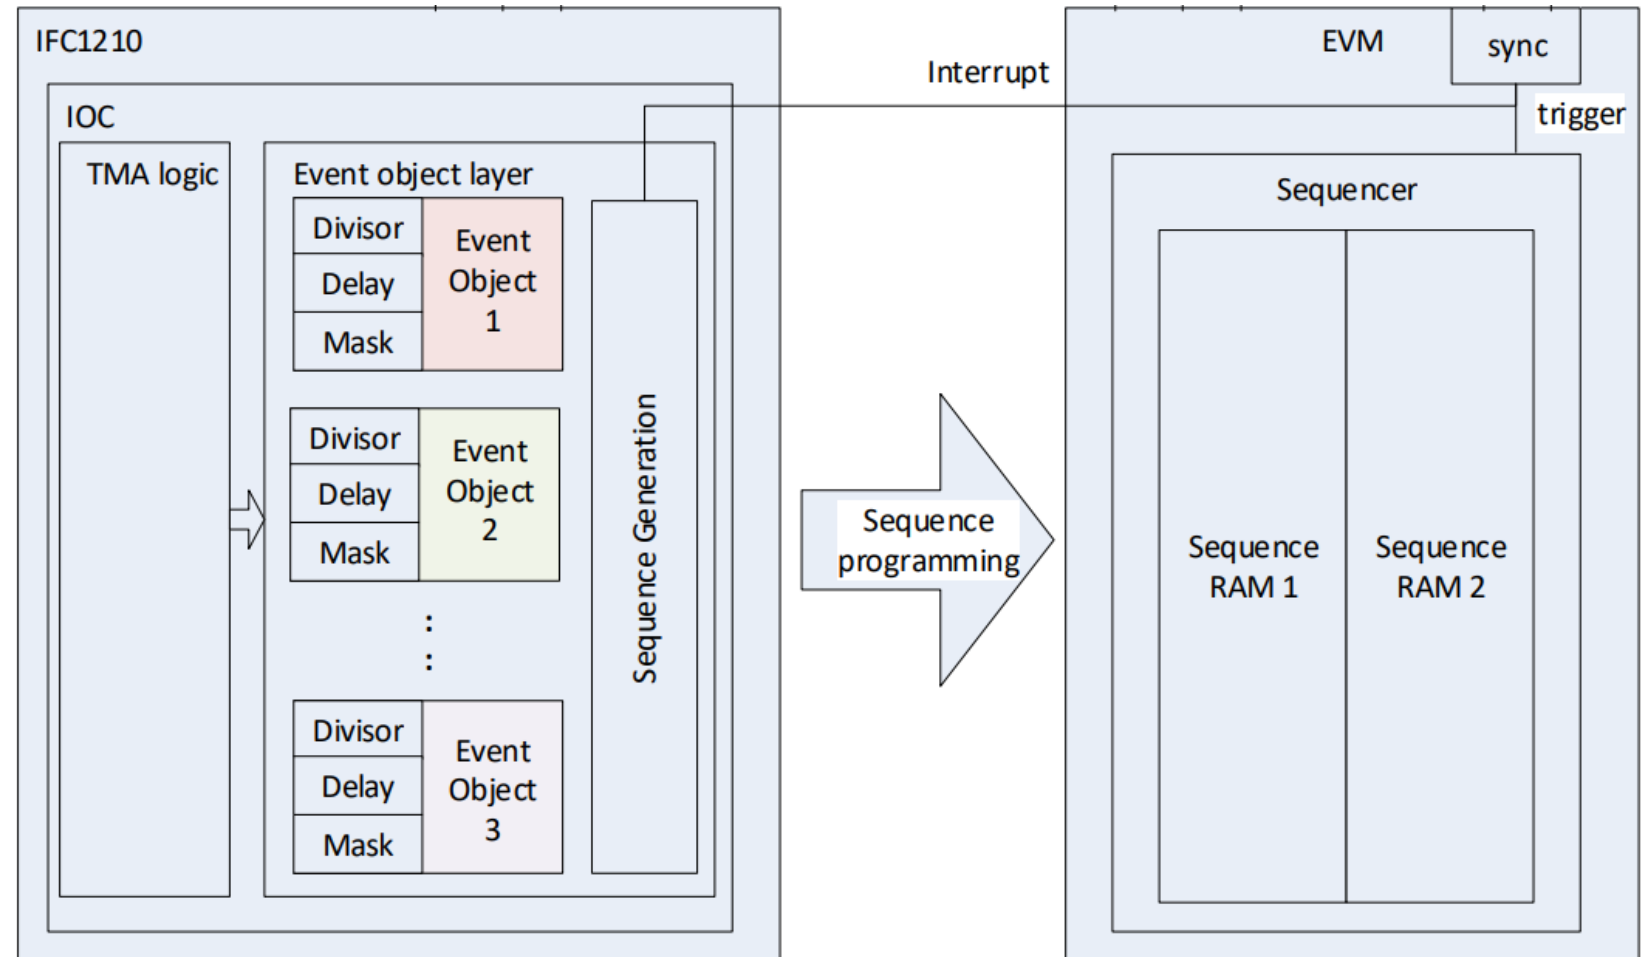 IFC1210
IOC
TMA logic
Event object layer
Divisor
Delay
Mask
Event
Object
1
Divisor
Delay
Mask
Event
Object
2
:
:
Divisor
Delay
Mask
Event
Object
3
Sequence Generation
Interrupt
Sequence
programming
EVM
sync
trigger
Sequencer
Sequence
RAM 1
Sequence
RAM 2